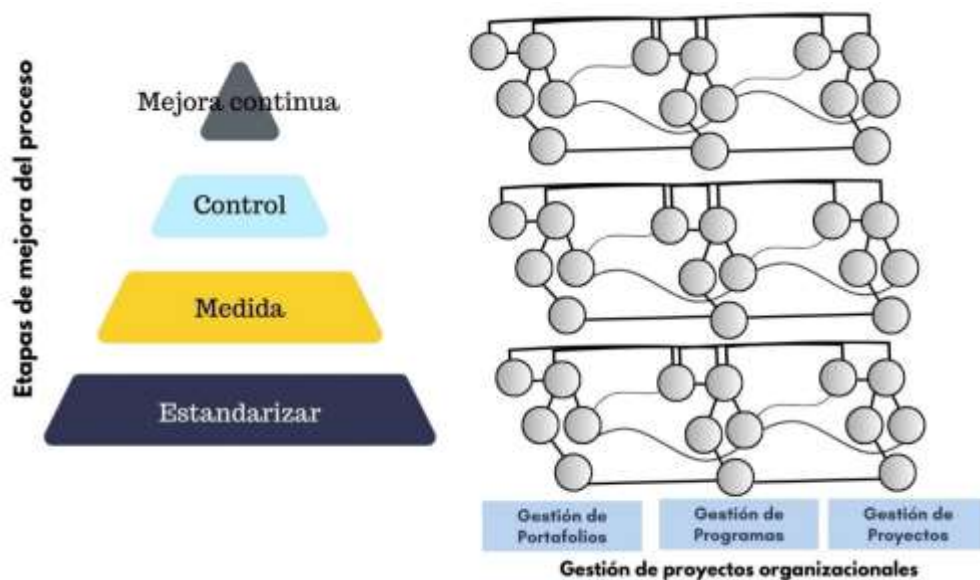 Etapas de mejora del proceso
Mejora continua
Control
Medida
Estandarizar
Gestión de
Portafolios
Gestión de
Programas
Gestión de
Proyectos
Gestión de proyectos organizacionales